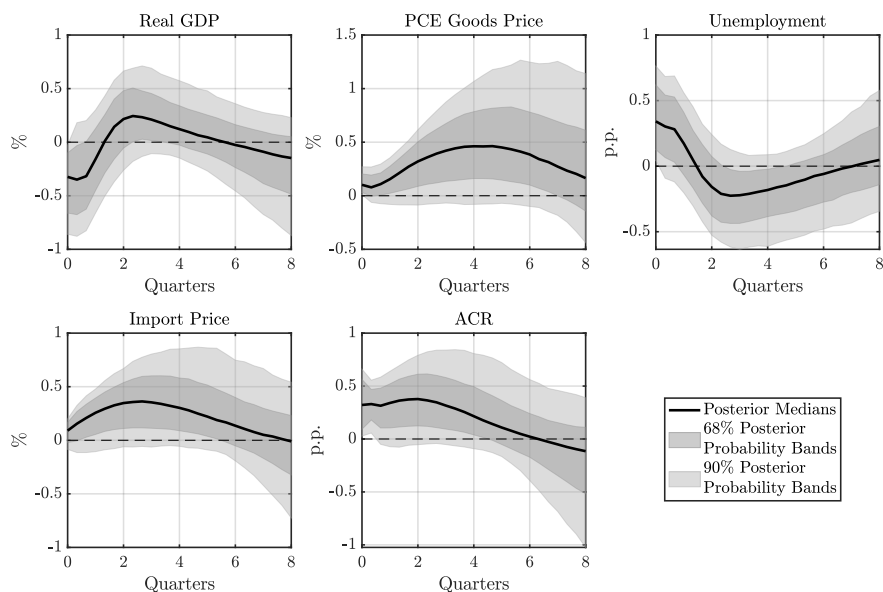 Real GDP
1
0.5
0
-0.5
-1
%
0 2 4 6 8
Quarters
PCE Goods Price
1.5
1
0.5
0
-0.5
%
0 2 4 6 8
Quarters
Unemployment
1
0.5
0
-0.5
p.p.
0 2 4 6 8
Quarters
Import Price
1
0.5
0
-0.5
-1
%
0 2 4 6 8
Quarters
ACR
1
0.5
0
-0.5
-1
p.p.
0 2 4 6 8
Quarters
Posterior Medians
68% Posterior
Probability Bands
90% Posterior
Probability Bands